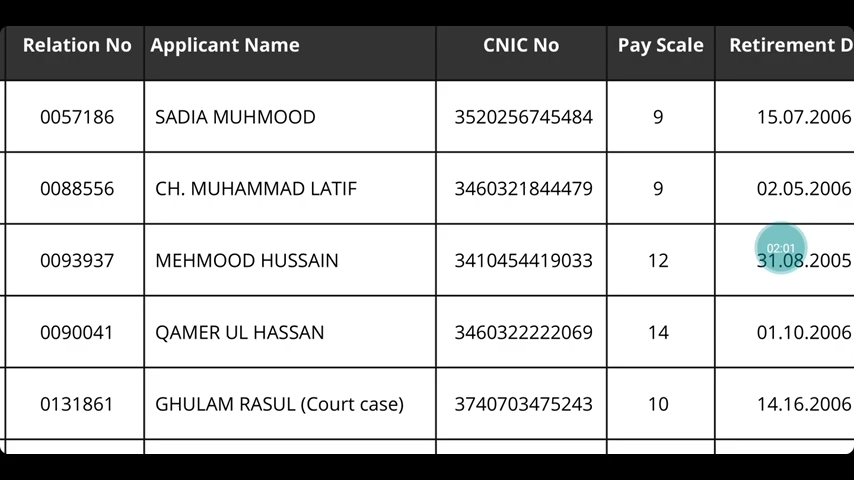 Relation No Applicant Name CNIC No Pay Scale Retirement D
0057186 SADIA MUHMOOD 3520256745484 9 15.07.2006
0088556 CH. MUHAMMAD LATIF 3460321844479 9 02.05.2006
02:01
0093937 MEHMOOD HUSSAIN 3410454419033 12 31.08.2005
0090041 QAMER UL HASSAN 3460322222069 14 01.10.2006
0131861 GHULAM RASUL (Court case) 3740703475243 10 14.16.2006